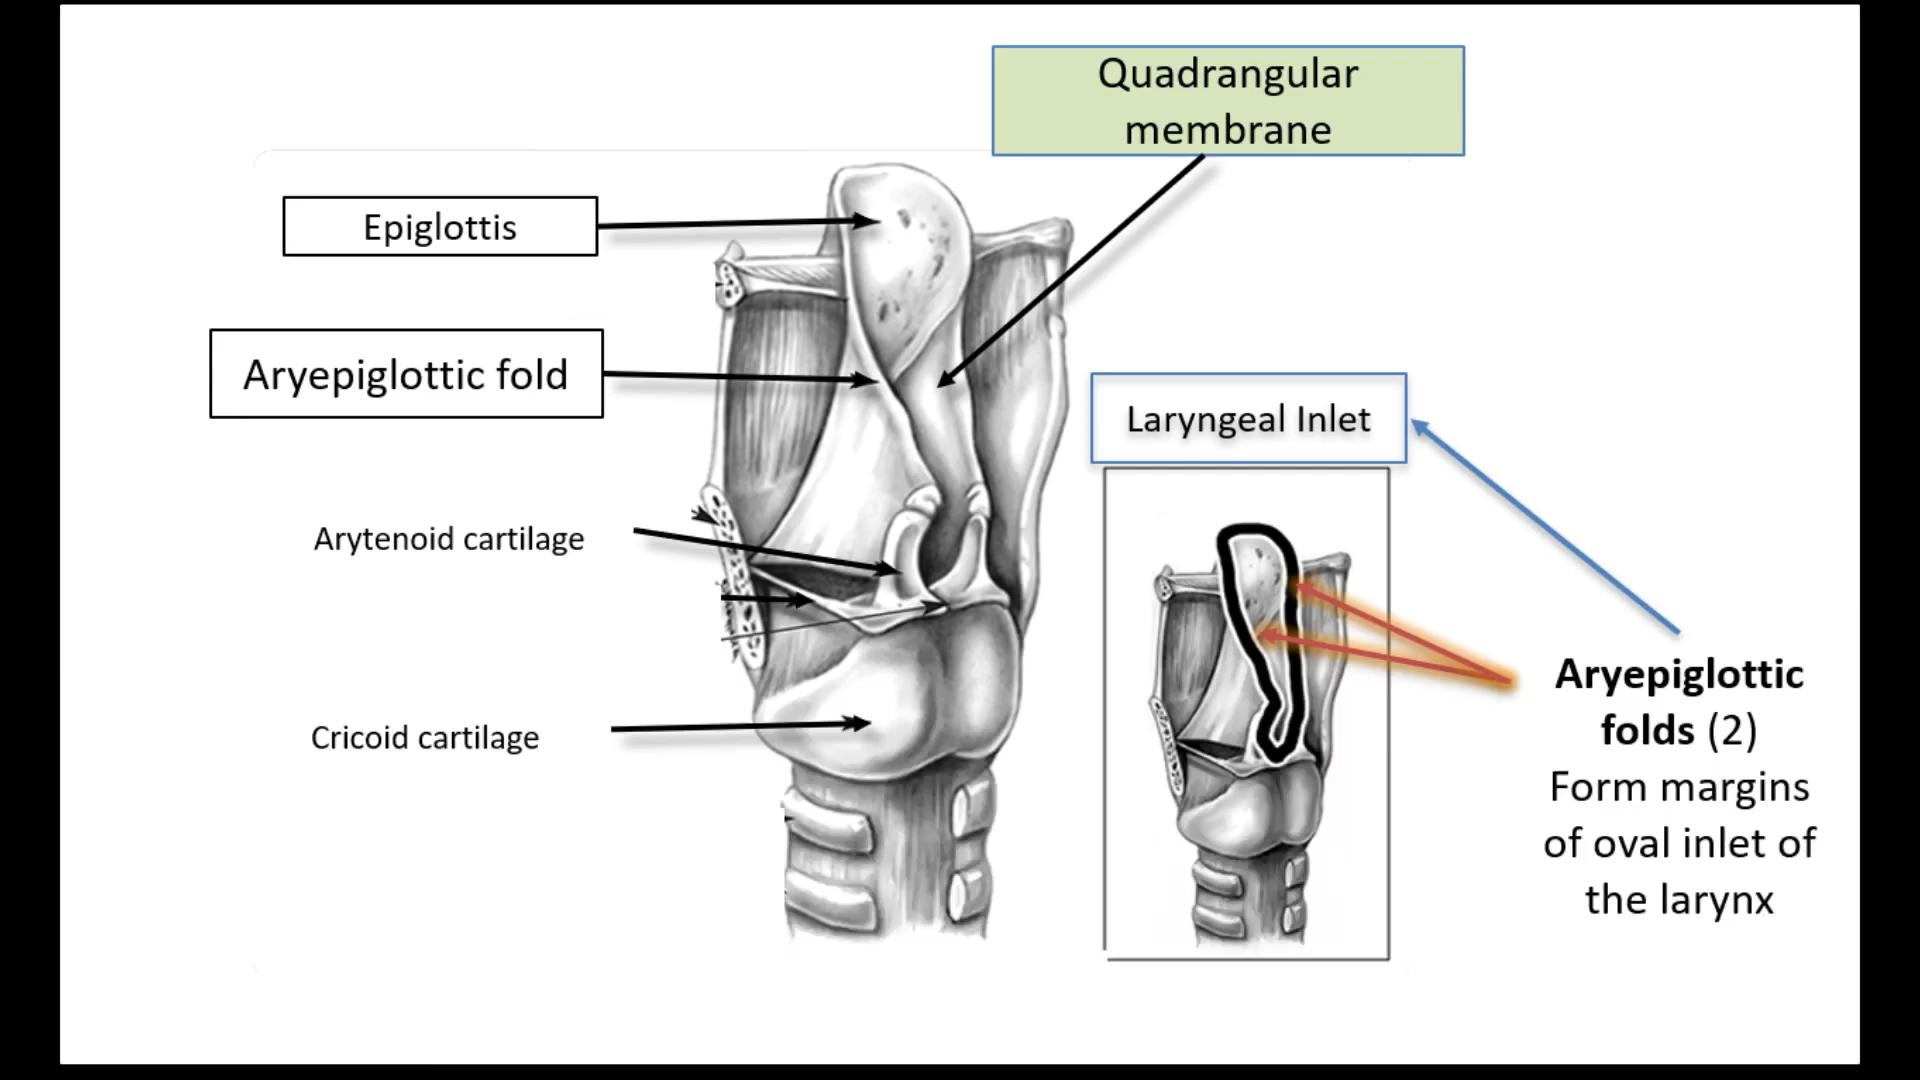 Quadrangular
membrane
Epiglottis
Aryepiglottic fold
Laryngeal Inlet
Arytenoid cartilage
Cricoid cartilage
Aryepiglottic
folds (2)
Form margins
of oval inlet of
the larynx